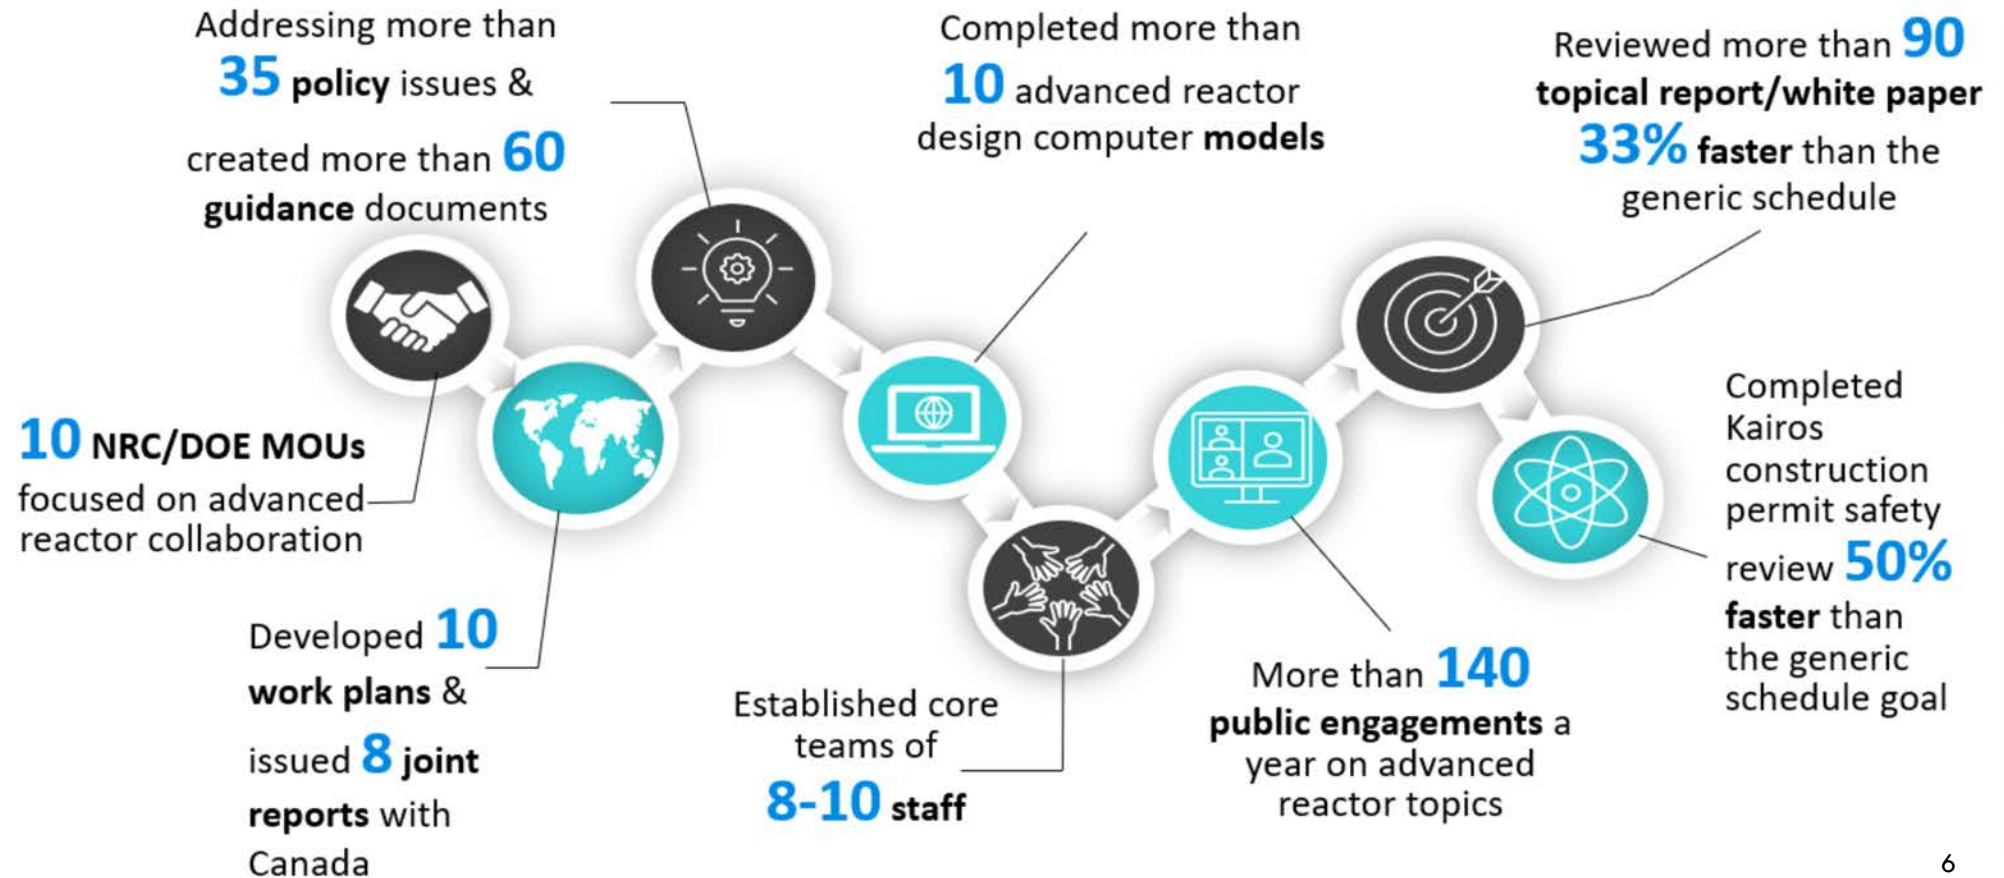 Addressing more than
35 policy issues &
created more than 60
guidance documents
Completed more than
10 advanced reactor
design computer models
Reviewed more than 90
topical report/white paper
33% faster than the
generic schedule
10 NRC/DOE MOUs
focused on advanced
reactor collaboration
Developed 10
work plans &
issued 8 joint
reports with
Canada
Established core
teams of
8-10 staff
More than 140
public engagements a
year on advanced
reactor topics
Completed
Kairos
construction
permit safety
review 50%
faster than
the generic
schedule goal
6